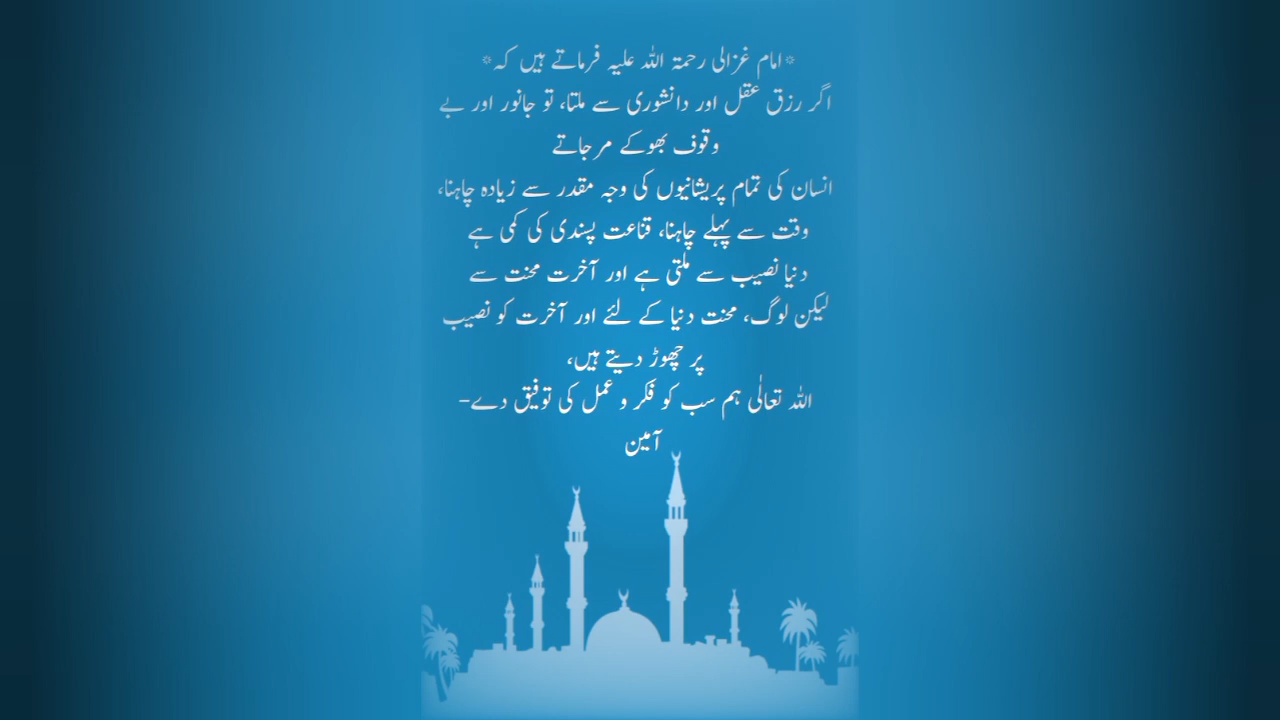 *امام غزالی رحمۃ اللہ علیہ فرماتے ہیں کہ*
اگر رزق عقل اور دانشوری سے ملتا، تو جانور اور بے
وقوف بھوکے مرجاتے
انسان کی تمام پریشانیوں کی وجہ مقدر سے زیادہ چاہنا،
وقت سے پہلے چاہنا، قناعت پسندی کی کمی ہے
دنیا نصیب سے ملتی ہے اور آخرت محنت سے
لیکن لوگ، محنت دنیا کے لئے اور آخرت کو نصیب
پر چھوڑ دیتے ہیں،
اللہ تعالٰی ہم سب کو فکر و عمل کی توفیق دے-
آمین